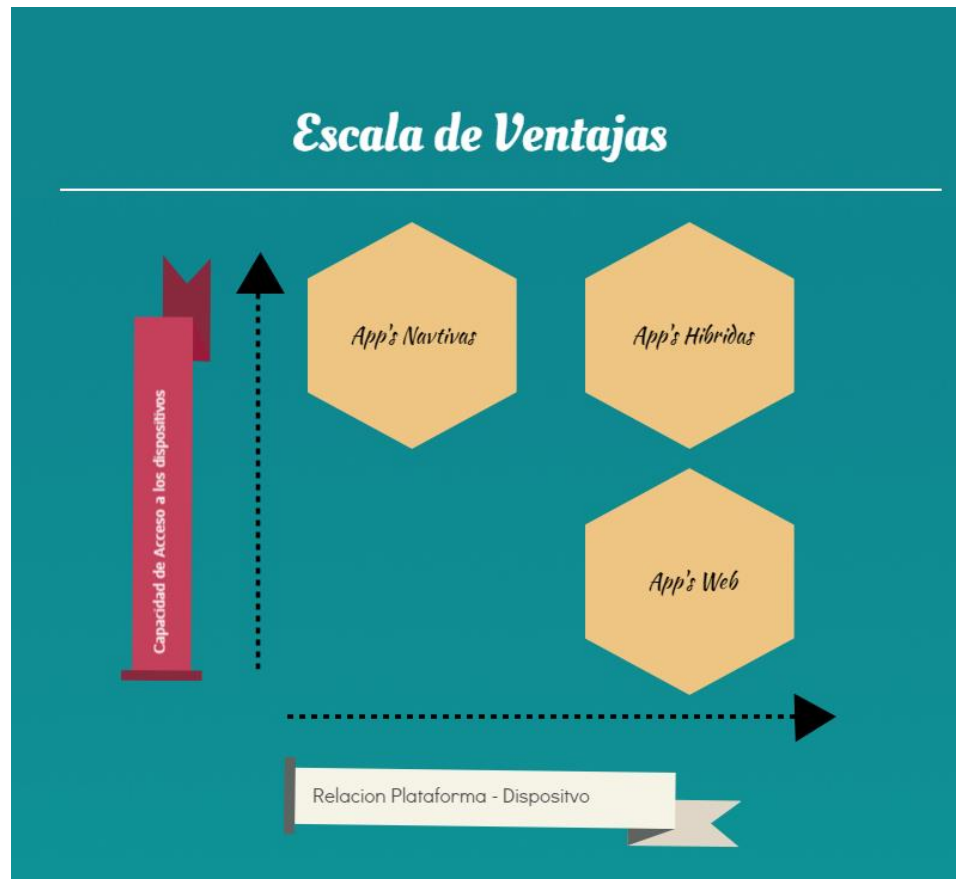 Escala de Ventajas
App's Navtivas
App's Hibridas
Capacidad de Acceso a los dispositivos
App's Web
Relacion Plataforma - Dispositvo